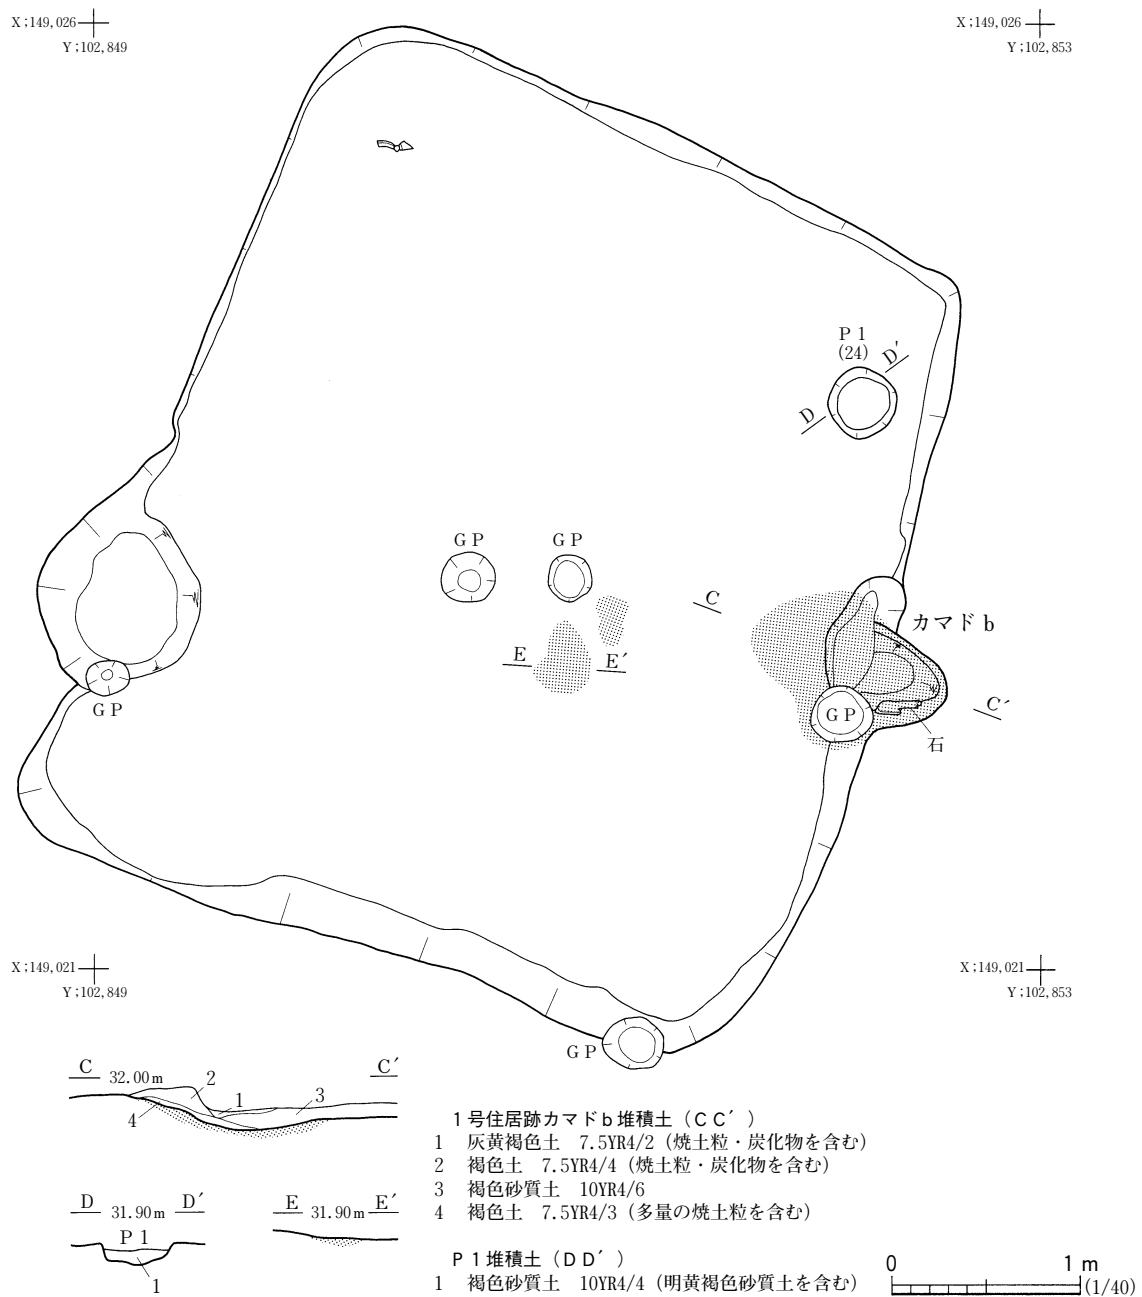 X;149,026
Y;102,849
X;149,026
Y;102,853
P 1
(24)
D′
D
G P
G P
C
カマド b
E
E′
G P
G P
C′
石
X;149,021
Y;102,849
X;149,021
Y;102,853
G P
C
32.00m
C′
2
1
3
4
D
31.90m
D′
E
31.90m
E′
P 1
1
1号住居跡カマドb堆積土（CC′）
1 灰黄褐色土 7.5YR4/2（焼土粒・炭化物を含む）
2 褐色土 7.5YR4/4（焼土粒・炭化物を含む）
3 褐色砂質土 10YR4/6
4 褐色土 7.5YR4/3（多量の焼土粒を含む）
P1堆積土（DD′）
1 褐色砂質土 10YR4/4（明黄褐色砂質土を含む）
0
1 m
(1/40)